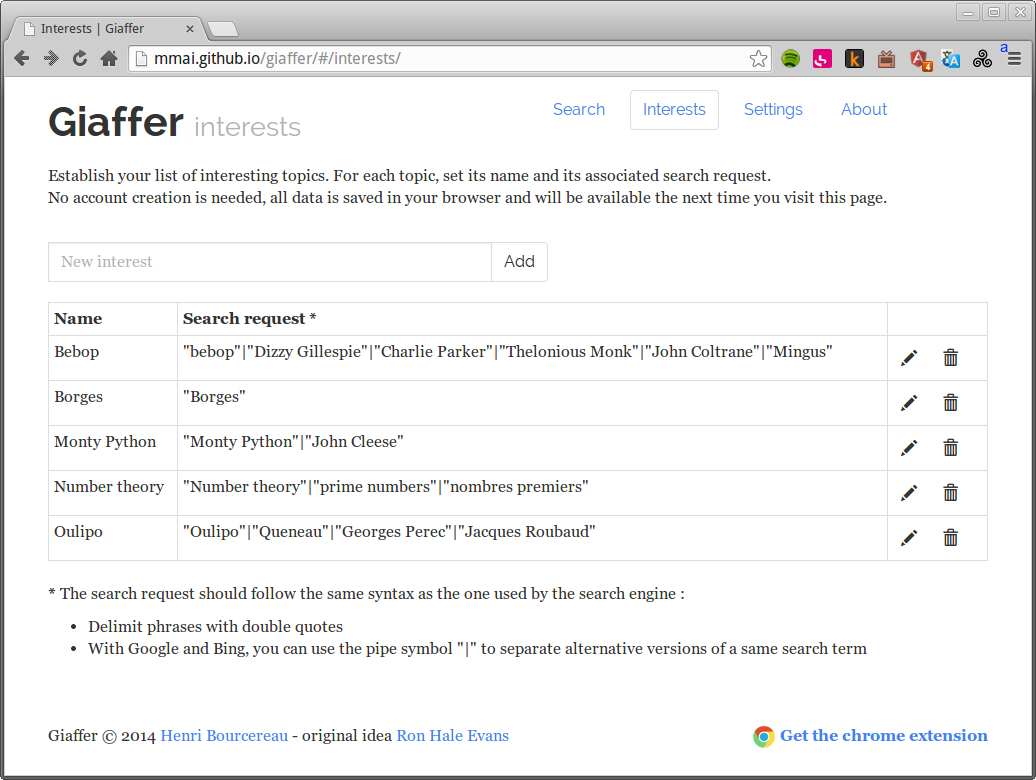 Interests | Giaffer
mmai.github.io/giaffer/#/interests/
4
a
Giaffer interests
Search Interests Settings About
Establish your list of interesting topics. For each topic, set its name and its associated search request.
No account creation is needed, all data is saved in your browser and will be available the next time you visit this page.
New interest Add
Name Search request *
Bebop "bebop"|"Dizzy Gillespie"|"Charlie Parker"|"Thelonious Monk"|"John Coltrane"|"Mingus"
Borges "Borges"
Monty Python "Monty Python"|"John Cleese"
Number theory "Number theory"|"prime numbers"|"nombres premiers"
Oulipo "Oulipo"|"Queneau"|"Georges Perec"|"Jacques Roubaud"
* The search request should follow the same syntax as the one used by the search engine :
• Delimit phrases with double quotes
• With Google and Bing, you can use the pipe symbol "|" to separate alternative versions of a same search term
Giaffer © 2014 Henri Bourcereau - original idea Ron Hale Evans
Get the chrome extension